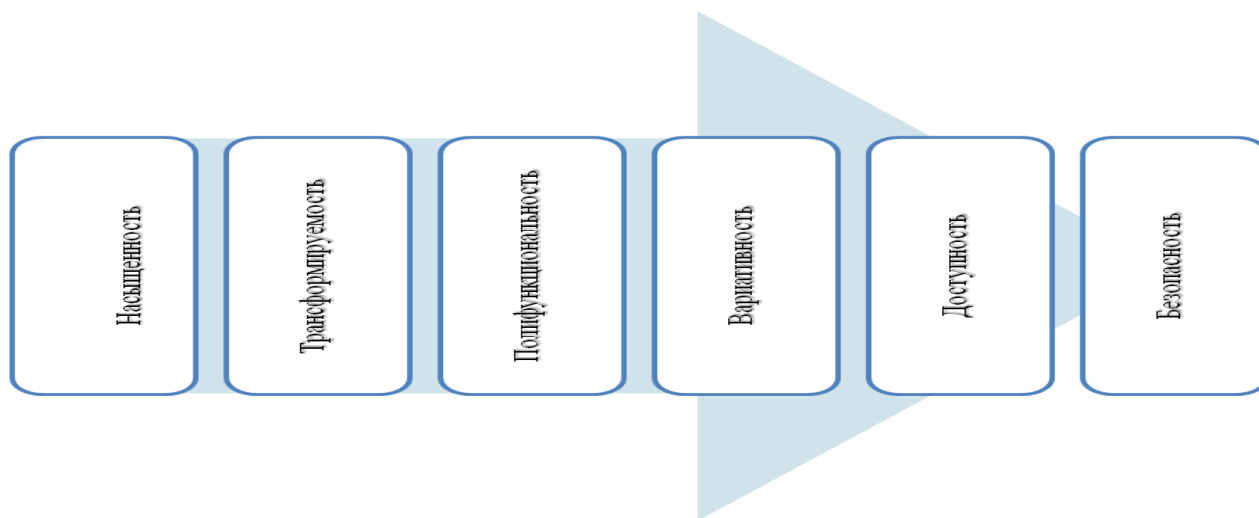 Насыщенность
Трансформируемость
Полифункциональность
Вариативность
Доступность
Безопасность